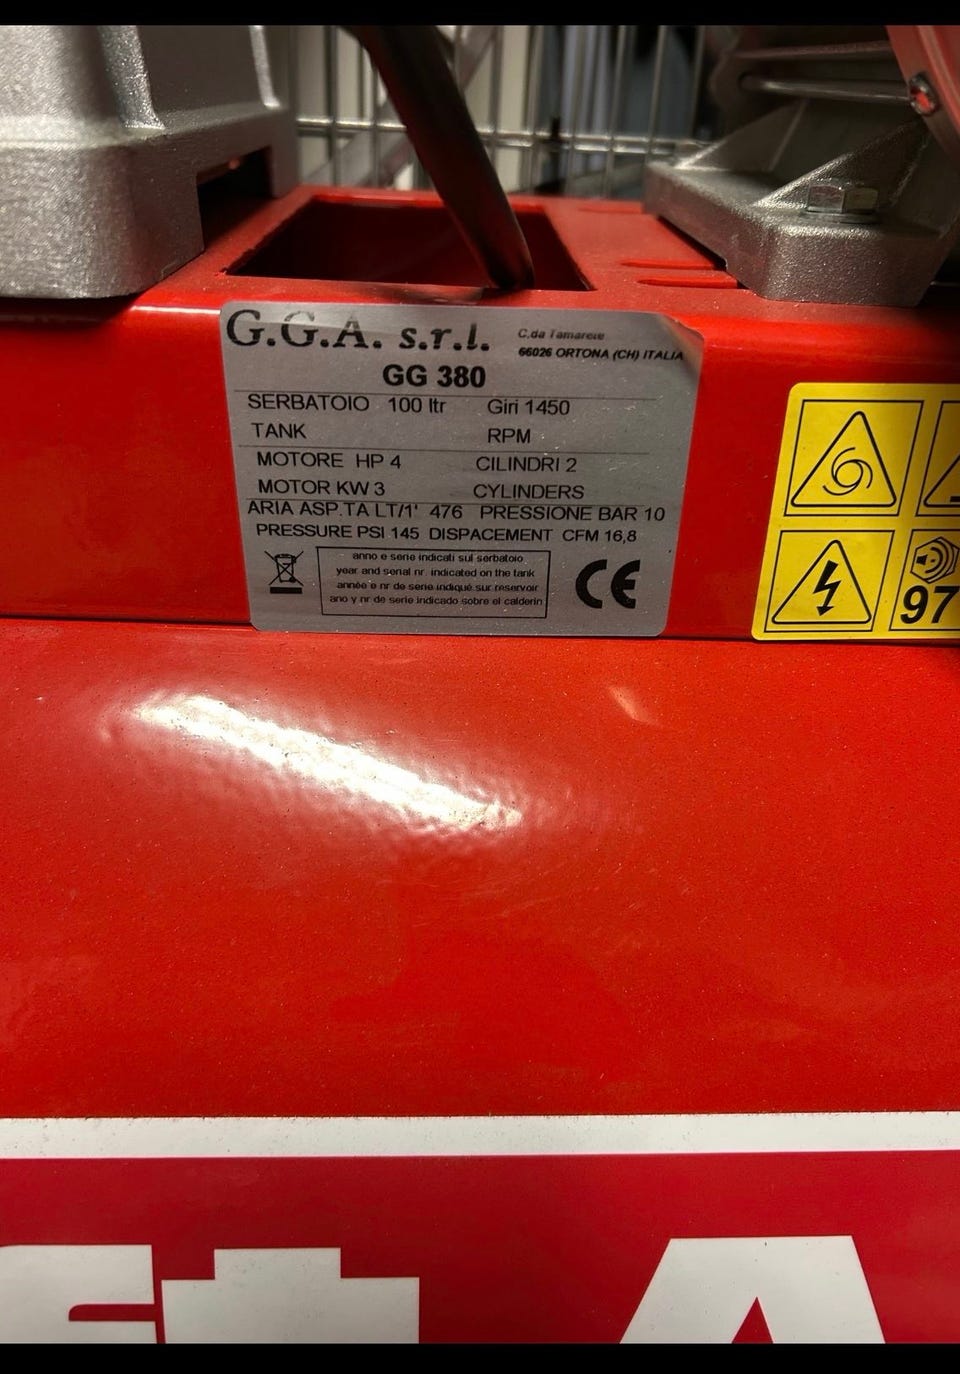 G.G.A. s.r.l.
C.da Tamarete
66026 ORTONA (CH) ITALIA
GG 380
SERBATOIO 100 ltr Giri 1450
TANK RPM
MOTORE HP 4 CILINDRI 2
MOTOR KW 3 CYLINDERS
ARIA ASP.TA LT/1' 476 PRESSIONE BAR 10
PRESSURE PSI 145 DISPACEMENT CFM 16,8
anno e serie indicati sul serbatoio
year and serial nr. indicated on the tank
année e nr de serie indiqué sur reservoir
ano y nr de serie indicado sobre el calderin
CE
97